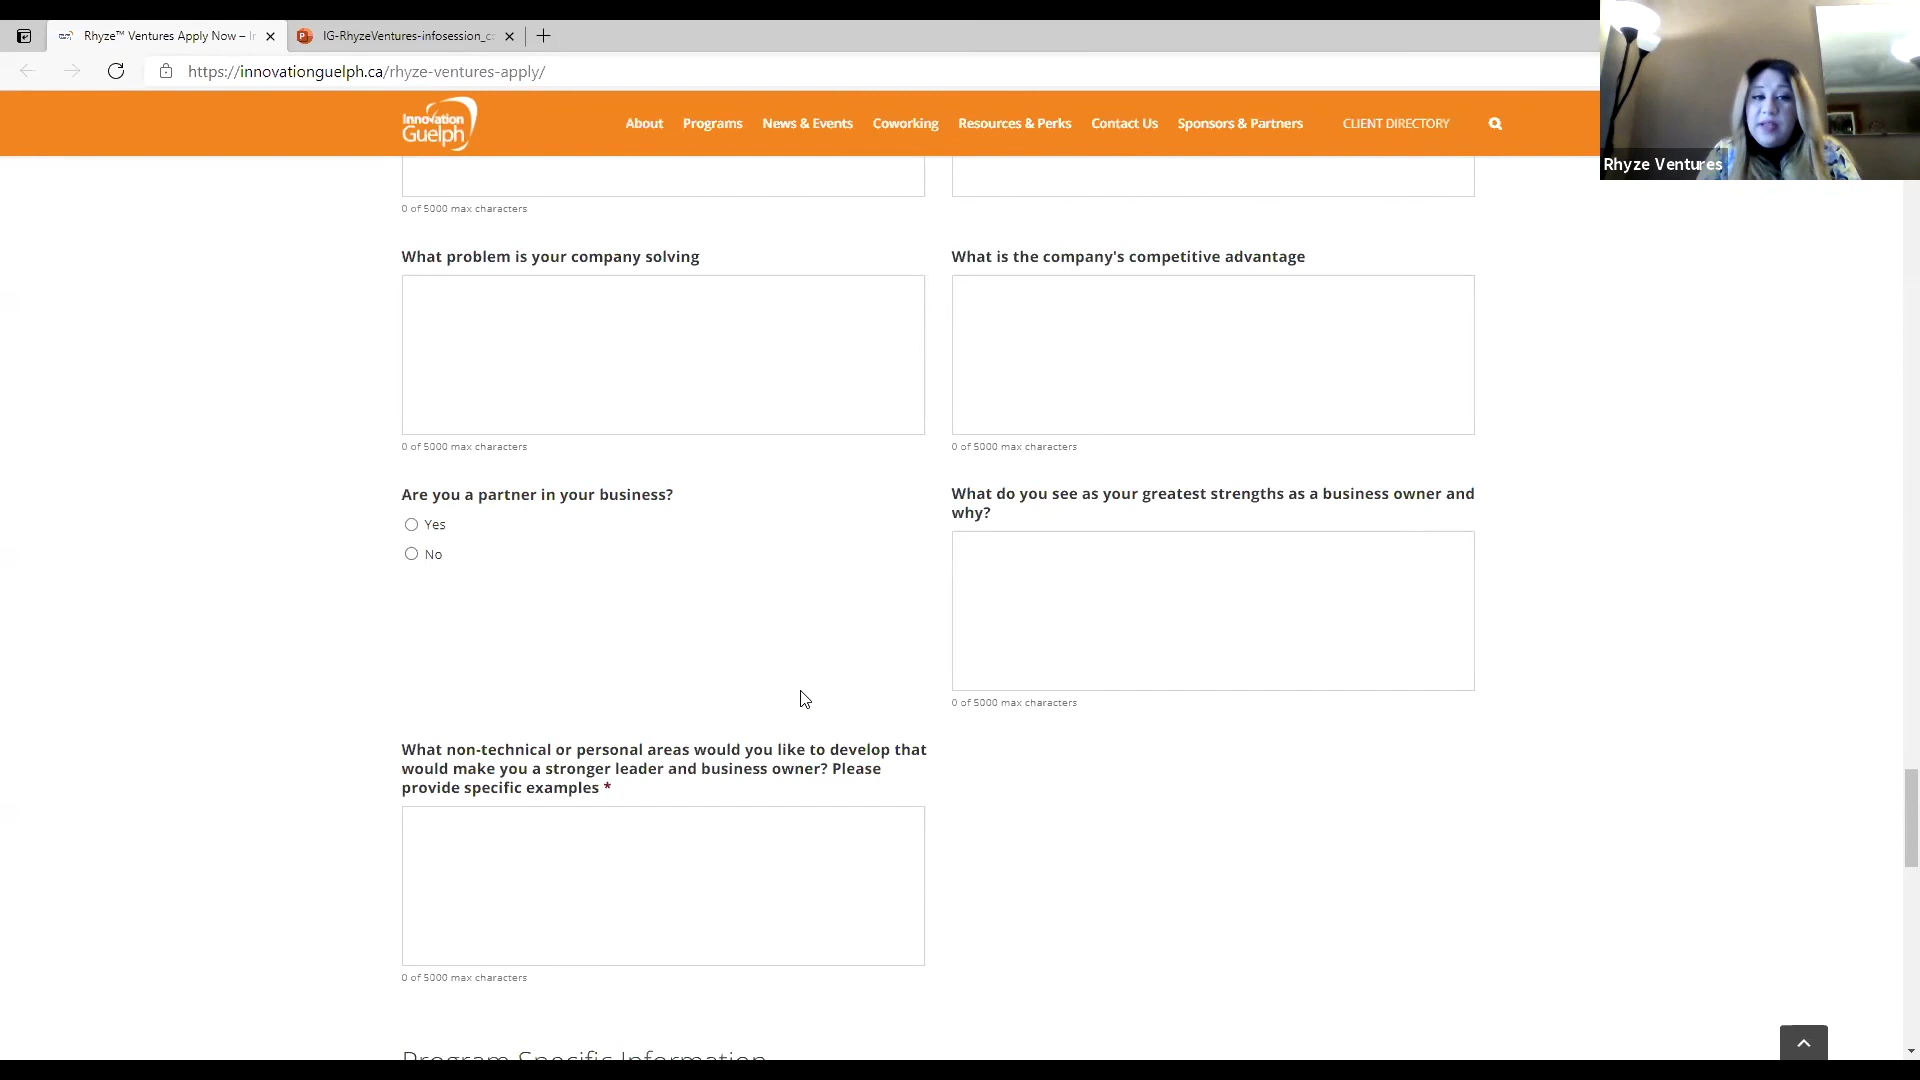 Rhyze™ Ventures Apply Now – In
IG-RhyzeVentures-infosession_c
https://innovationguelph.ca/rhyze-ventures-apply/
Innovation
Guelph
About
Programs
News & Events
Coworking
Resources & Perks
Contact Us
Sponsors & Partners
CLIENT DIRECTORY
Rhyze Ventures
0 of 5000 max characters
What problem is your company solving
What is the company's competitive advantage
0 of 5000 max characters
0 of 5000 max characters
Are you a partner in your business?
Yes
No
What do you see as your greatest strengths as a business owner and
why?
0 of 5000 max characters
What non-technical or personal areas would you like to develop that
would make you a stronger leader and business owner? Please
provide specific examples *
0 of 5000 max characters
Program Specific Information